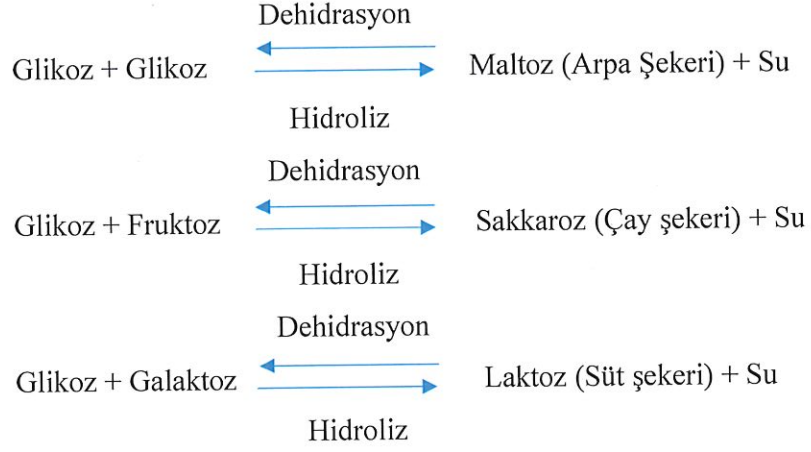 Dehidrasyon
Glikoz + Glikoz Maltoz (Arpa Şekeri) + Su
Hidroliz
Dehidrasyon
Glikoz + Fruktoz Sakkaroz (Çay şekeri) + Su
Hidroliz
Dehidrasyon
Glikoz + Galaktoz Laktoz (Süt şekeri) + Su
Hidroliz